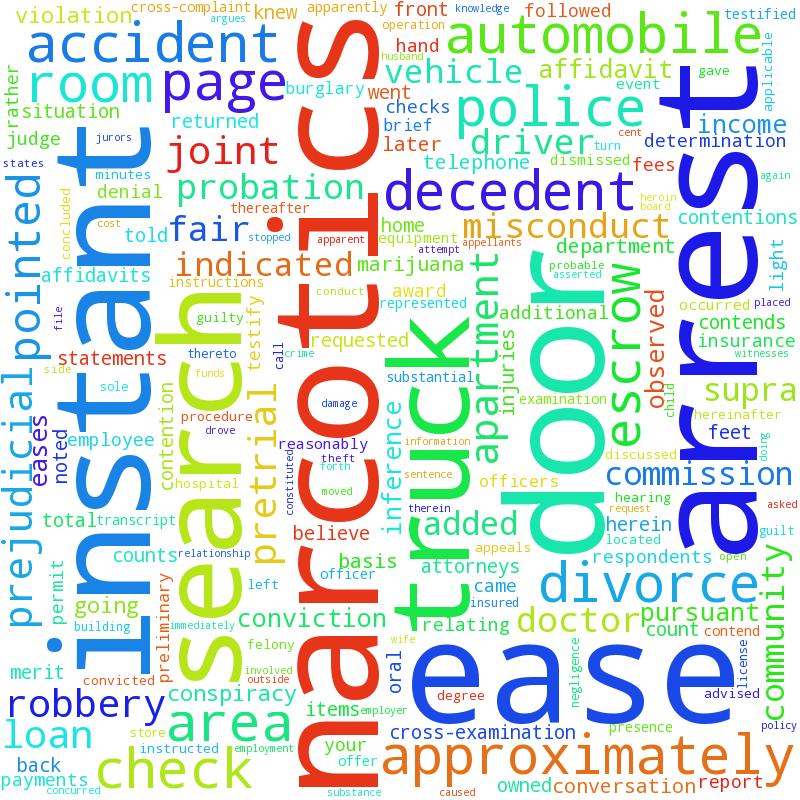 violation
cross-complaint
argues
knew
apparently
operation
front
knowledge
followed
testified
accident
automobile
husband
hand
room
page
vehicle
affidavit
event
gave
applicable
rather
situation
burglary
went
checks
police
income
judge
jurors
returned
brief
driver
cent
turn
determination
states
minutes
joint
later
telephone
dismissed
fees
denial
probation
decedent
heroin
board
again
thereafter
cost
concluded
told
fair
stopped
apparent
home
equipment
appellants
misconduct
contentions
attempt
department
affidavits
indicated
marijuana
probable
asserted
light
instructions
conduct
award
represented
additional
occurred
placed
pointed
instant
search
narcotics
truck
door
arrest
file
guilty
testify
requested
apartment
injuries
escrow
observed
contends
insurance
witnesses
statements
thereto
call
crime
side
sole
funds
substantial
examination
child
supra
hereinafter
prejudicial
eases
noted
employee
contention
procedure
drove
pretrial
damage
reasonably
theft
inference
information
discussed
feet
doing
hospital
constituted
forth
moved
sentence
therein
officers
commission
hearing
request
asked
total
transcript
believe
added
herein
located
guilt
counts
relationship
basis
attorneys
appeals
respondents
open
permit
going
preliminary
officer
left
came
insured
divorce
community
building
immediately
conviction
relating
doctor
pursuant
count
contend
merit
felony
wife
ease
convicted
involved
outside
oral
degree
negligence
license
advised
robbery
conspiracy
items
employer
area
cross-examination
presence
policy
loan
store
instructed
employment
your
back
offer
approximately
payments
check
concurred
substance
caused
owned
conversation
report